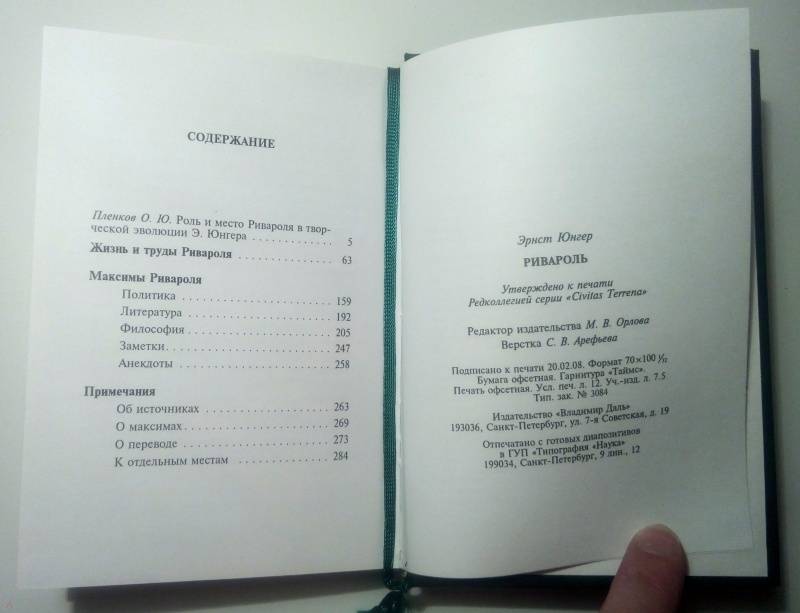 СОДЕРЖАНИЕ
Пленков О. Ю. Роль и место Ривароля в твор-
ческой эволюции Э. Юнгера . . . . . . . . . . . . 5
Жизнь и труды Ривароля . . . . . . . . . . . . 63
Максимы Ривароля
Политика . . . . . . . . . . . . . . . . . . . . 159
Литература . . . . . . . . . . . . . . . . . . . 192
Философия . . . . . . . . . . . . . . . . . . . 205
Заметки . . . . . . . . . . . . . . . . . . . . . 247
Анекдоты . . . . . . . . . . . . . . . . . . . . 258
Примечания
Об источниках . . . . . . . . . . . . . . . . . 263
О максимах . . . . . . . . . . . . . . . . . . . 269
О переводе . . . . . . . . . . . . . . . . . . . 273
К отдельным местам . . . . . . . . . . . . . . 284
Эрнст Юнгер
РИВАРОЛЬ
Утверждено к печати
Редколлегией серии «Civitas Terrena»
Редактор издательства М. В. Орлова
Верстка С. В. Арефьева
Подписано к печати 20.02.08. Формат 70×100 1/32
Бумага офсетная. Гарнитура «Таймс».
Печать офсетная. Усл. печ. л. 12. Уч.-изд. л. 7.5
Тип. зак. № 3084
Издательство «Владимир Даль»
193036, Санкт-Петербург, ул. 7-я Советская, д. 19
Отпечатано с готовых диапозитивов
в ГУП «Типография «Наука»
199034, Санкт-Петербург, 9 лин., 12